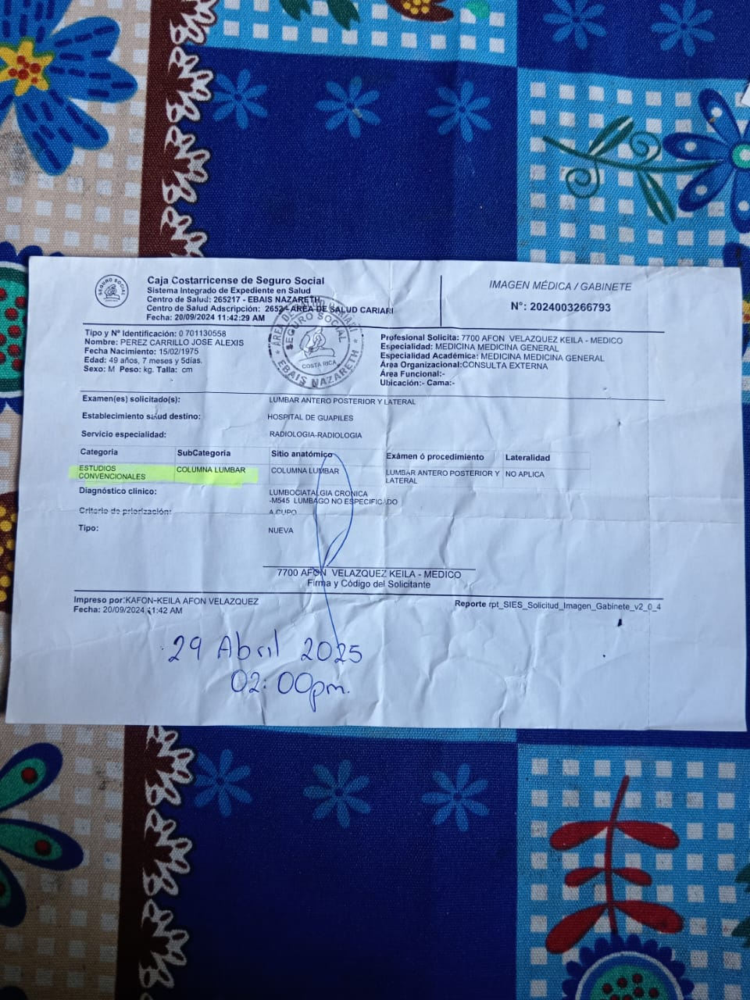 Caja Costarricense de Seguro Social
Sistema Integrado de Expediente en Salud
Centro de Salud: 265217 - EBAIS NAZARETH
Centro de Salud Adscripción: 2652 - AREA DE SALUD CARIARI
Fecha: 20/09/2024 11:42:29 AM
IMAGEN MÉDICA / GABINETE
N°: 2024003266793
SEGURO SOCIAL
AREA DE SALUD CARIARI
SEGURO SOCIAL
COSTA RICA
EBAIS NAZARETH
Tipo y Nº Identificación: 0 701130558
Nombre: PEREZ CARRILLO JOSE ALEXIS
Fecha Nacimiento: 15/02/1975
Edad: 49 años, 7 meses y 5días.
Sexo: M Peso: kg. Talla: cm
Profesional Solicita: 7700 AFON VELAZQUEZ KEILA - MEDICO
Especialidad: MEDICINA MEDICINA GENERAL
Especialidad Académica: MEDICINA MEDICINA GENERAL
Área Organizacional:CONSULTA EXTERNA
Área Funcional:-
Ubicación:- Cama:-
Examen(es) solicitado(s): LUMBAR ANTERO POSTERIOR Y LATERAL
Establecimiento salud destino: HOSPITAL DE GUAPILES
Servicio especialidad: RADIOLOGIA-RADIOLOGIA
Categoria SubCategoria Sitio anatómico Exámen ó procedimiento Lateralidad
ESTUDIOS CONVENCIONALES COLUMNA LUMBAR COLUMNA LUMBAR LUMBAR ANTERO POSTERIOR Y LATERAL NO APLICA
Diagnóstico clínico: LUMBOCIATALGIA CRONICA
-M545 LUMBAGO NO ESPECIFICADO
Criterio de priorización: A CUPO
Tipo: NUEVA
7700 AFON VELAZQUEZ KEILA - MEDICO
Firma y Código del Solicitante
Impreso por:KAFON-KEILA AFON VELAZQUEZ
Fecha: 20/09/2024 11:42 AM
Reporte rpt_SIES_Solicitud_Imagen_Gabinete_v2_0_4
29 Abril 2025
02:00pm.